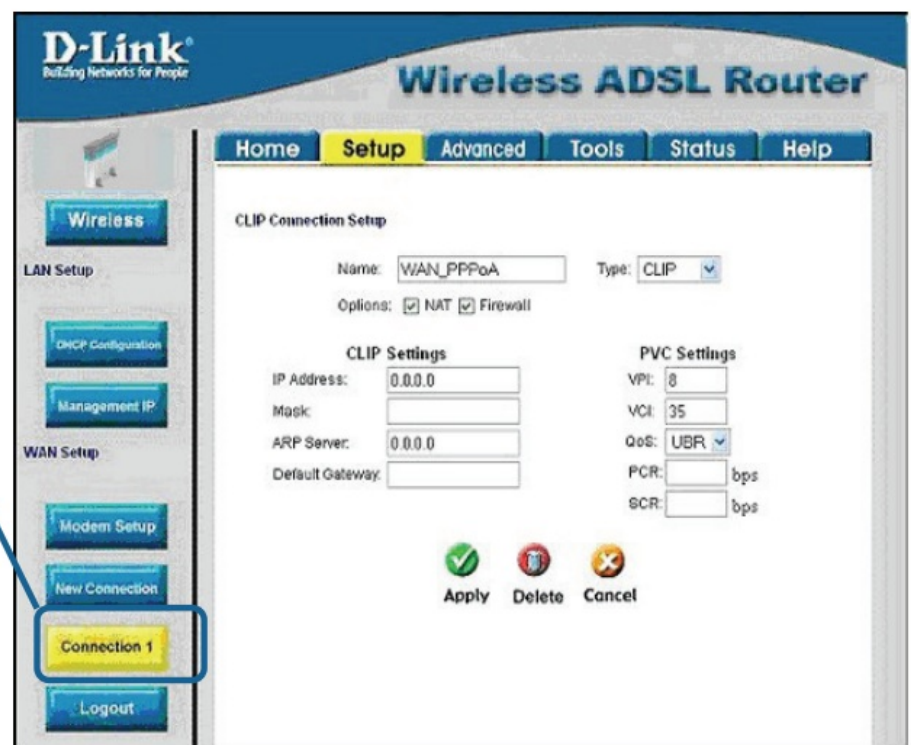 D-Link
Building Networks for People
Wireless ADSL Router
Home Setup Advanced Tools Status Help
Wireless
LAN Setup
DHCP Configuration
Management IP
WAN Setup
Modem Setup
New Connection
Connection 1
Logout
CLIP Connection Setup
Name: WAN_PPPoA Type: CLIP
Options: NAT Firewall
CLIP Settings PVC Settings
IP Address: 0.0.0.0 VPI: 8
Mask: VCI: 35
ARP Server: 0.0.0.0 QoS: UBR
Default Gateway: PCR: bps
SCR: bps
Apply Delete Cancel